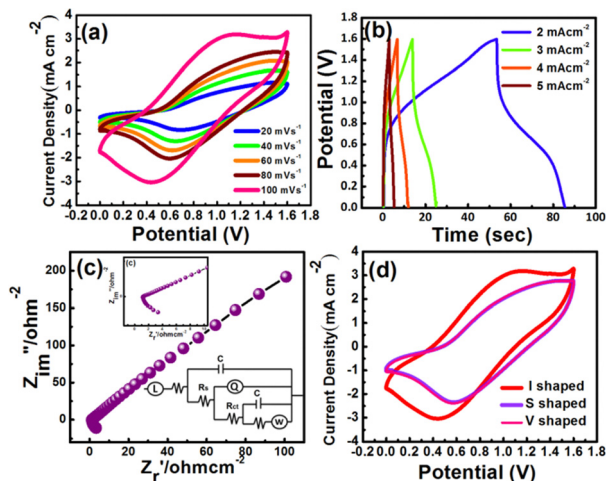 (a)
Current Density(mA cm-2)
4
3
2
1
0
-1
-2
-3
-4
0.0 0.2 0.4 0.6 0.8 1.0 1.2 1.4 1.6 1.8
Potential (V)
20 mVs-1
40 mVs-1
60 mVs-1
80 mVs-1
100 mVs-1
(b)
Potential (V)
1.8
1.6
1.4
1.2
1.0
0.8
0.6
0.4
0.2
0.0
0 20 40 60 80 100
Time (sec)
2 mAcm-2
3 mAcm-2
4 mAcm-2
5 mAcm-2
(c)
Zim"/ohm-2
200
150
100
50
0
0 20 40 60 80 100
Zr'/ohmcm-2
(c)
Zim"/ohm-2
Zr'/ohmcm-2
L
C
Rs
Q
C
Rct
W
(d)
Current Density(mA cm-2)
4
3
2
1
0
-1
-2
-3
-4
0.0 0.2 0.4 0.6 0.8 1.0 1.2 1.4 1.6 1.8
Potential (V)
I shaped
S shaped
V shaped